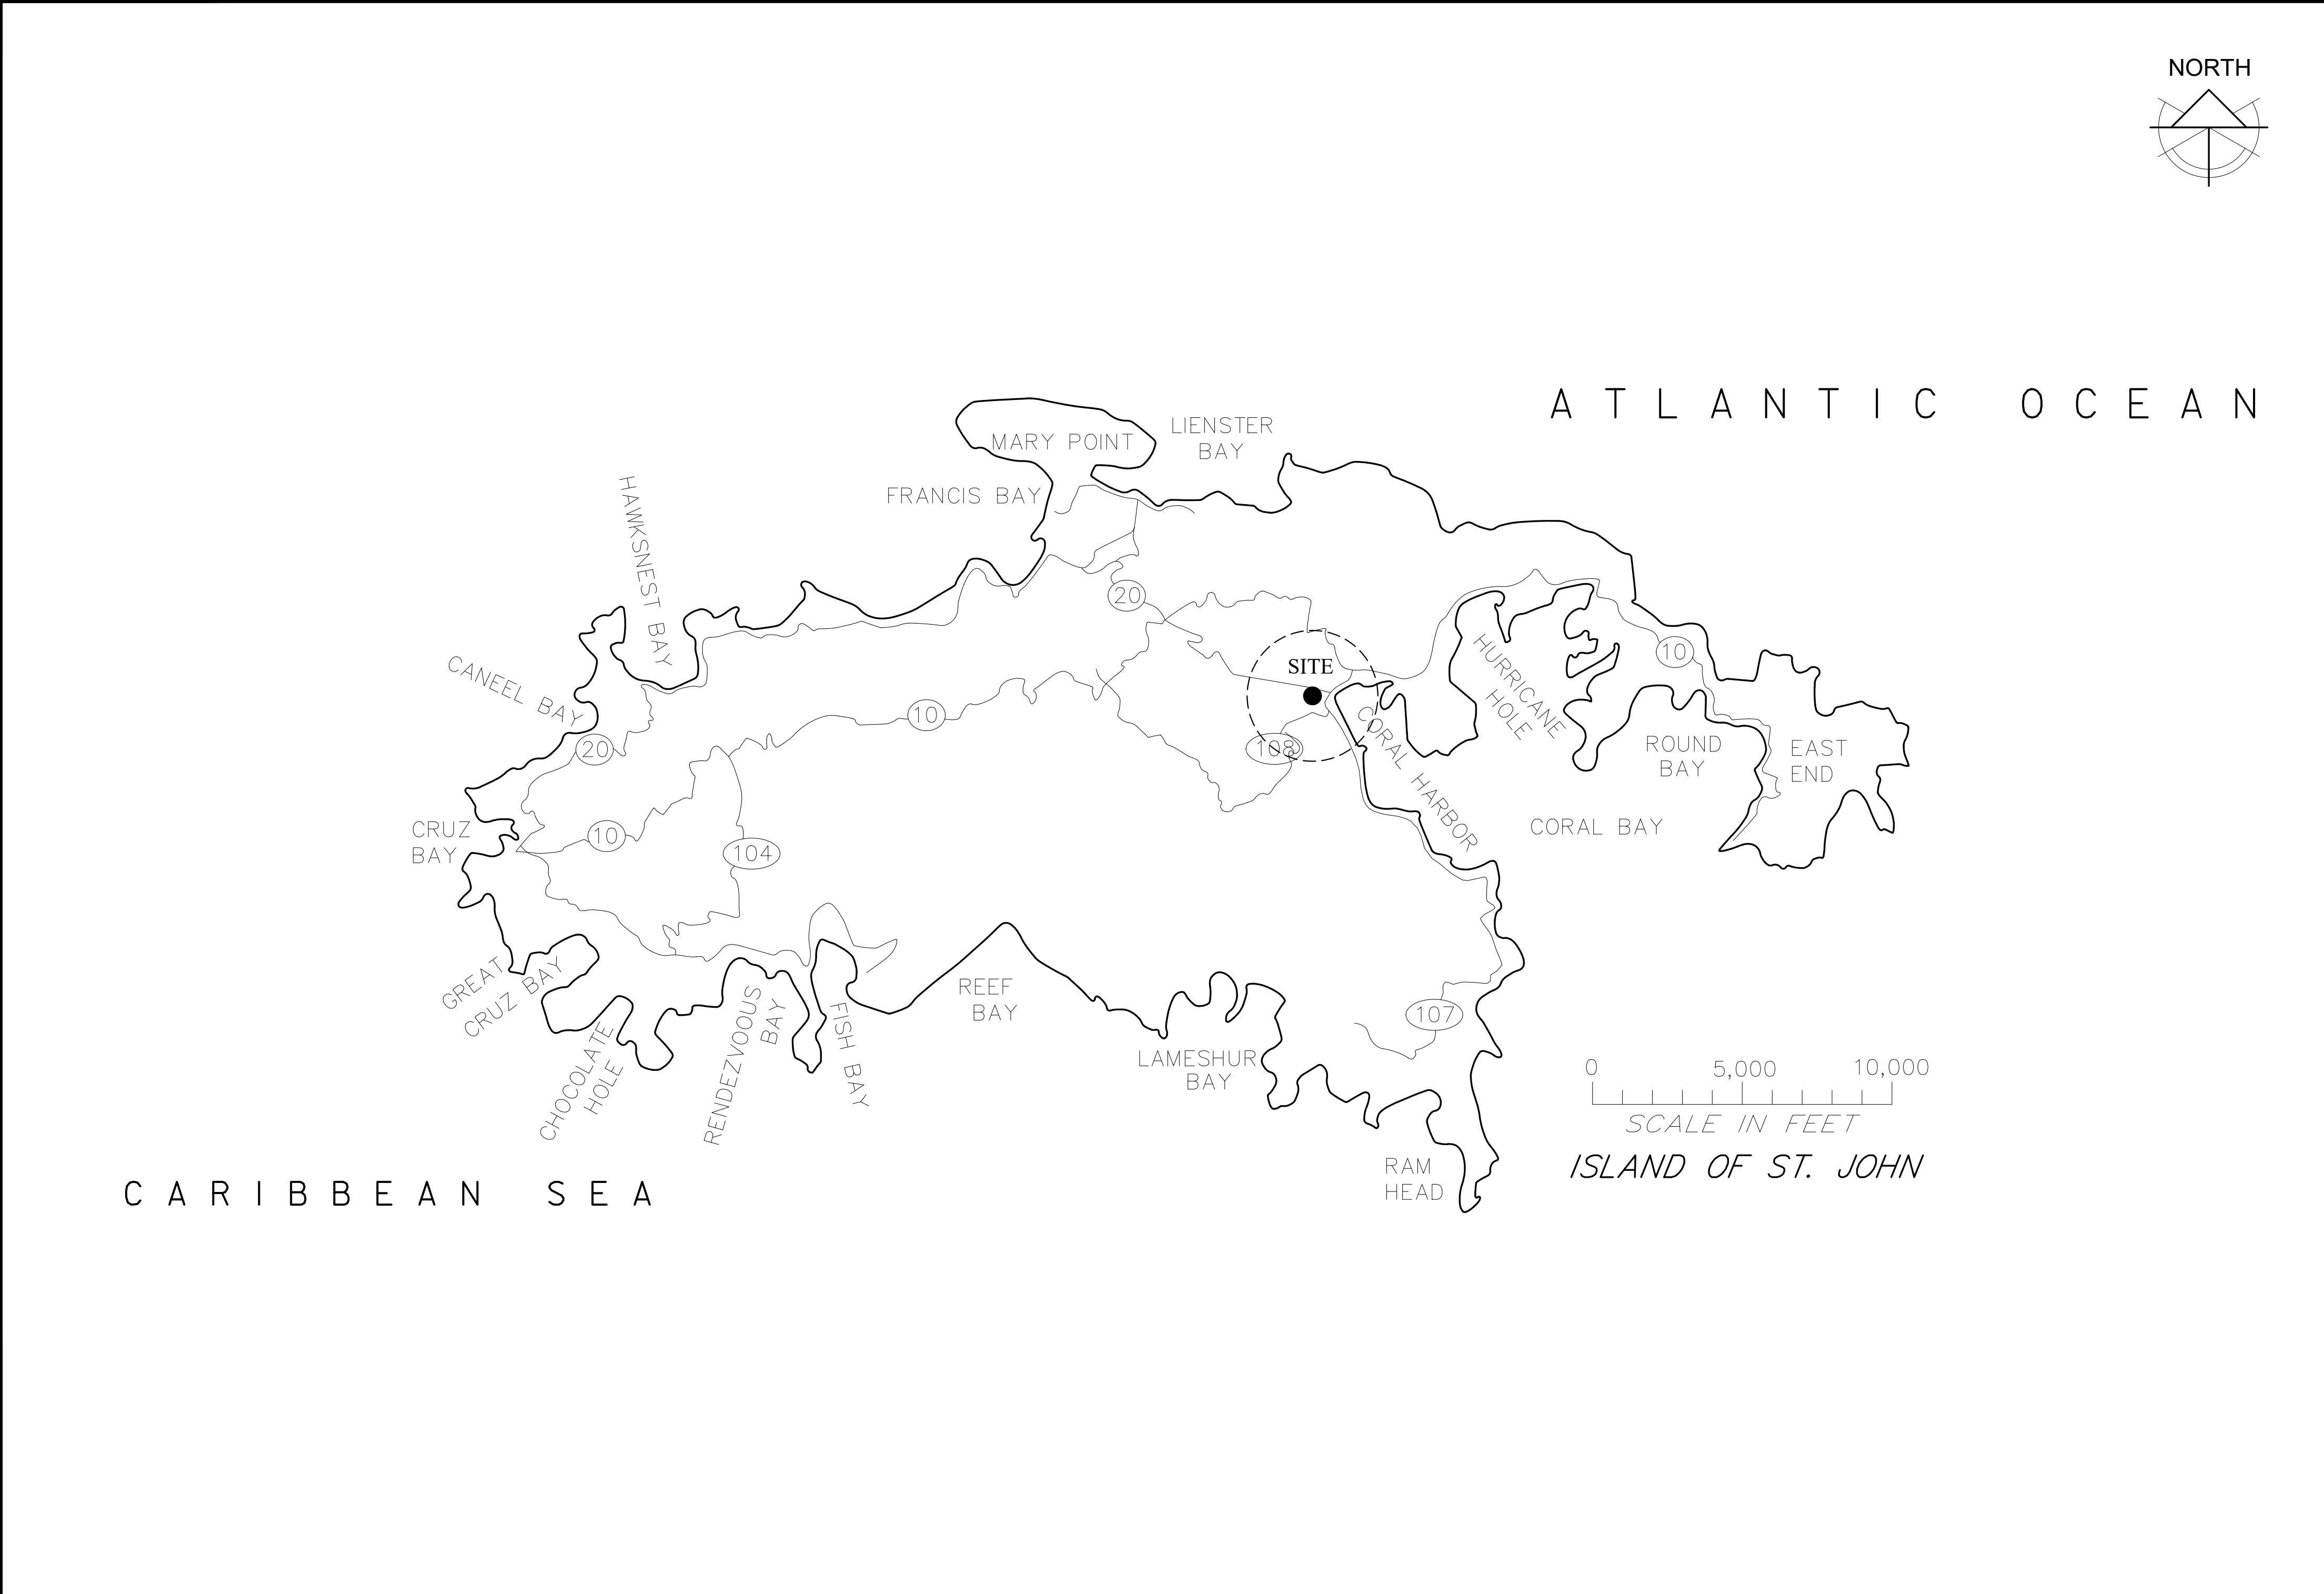 NORTH
ATLANTIC OCEAN
LIENSTER
BAY
MARY POINT
FRANCIS BAY
HAWKSNEST BAY
20
SITE
10
HURRICANE
HOLE
CANEEL BAY
10
20
108
CORAL HARBOR
ROUND
BAY
EAST
END
CRUZ
BAY
10
104
CORAL BAY
GREAT
CRUZ BAY
REEF
BAY
107
CHOCOLATE
HOLE
RENDEZVOOUS
BAY
FISH BAY
LAMESHUR
BAY
0 5,000 10,000
SCALE IN FEET
RAM
HEAD
ISLAND OF ST. JOHN
CARIBBEAN SEA